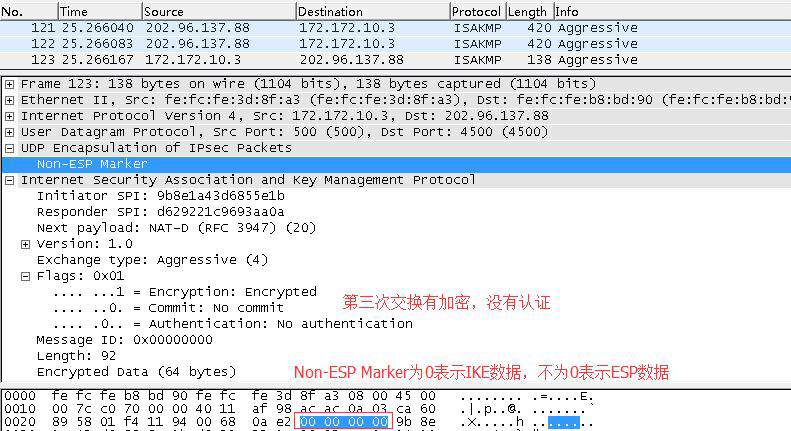 No. Time Source Destination Protocol Length Info
121 25.266040 202.96.137.88 172.172.10.3 ISAKMP 420 Aggressive
122 25.266083 202.96.137.88 172.172.10.3 ISAKMP 420 Aggressive
123 25.266167 172.172.10.3 202.96.137.88 ISAKMP 138 Aggressive
Frame 123: 138 bytes on wire (1104 bits), 138 bytes captured (1104 bits)
Ethernet II, Src: fe:fc:fe:3d:8f:a3 (fe:fc:fe:3d:8f:a3), Dst: fe:fc:fe:b8:bd:90 (fe:fc:fe:b8:bd:9
Internet Protocol Version 4, Src: 172.172.10.3, Dst: 202.96.137.88
User Datagram Protocol, Src Port: 500 (500), Dst Port: 4500 (4500)
UDP Encapsulation of IPsec Packets
Non-ESP Marker
Internet Security Association and Key Management Protocol
Initiator SPI: 9b8e1a43d6855e1b
Responder SPI: d629221c9693aa0a
Next payload: NAT-D (RFC 3947) (20)
Version: 1.0
Exchange type: Aggressive (4)
Flags: 0x01
.... ...1 = Encryption: Encrypted
.... ..0. = Commit: No commit
第三次交换有加密，没有认证
.... .0.. = Authentication: No authentication
Message ID: 0x00000000
Length: 92
Encrypted Data (64 bytes)
Non-ESP Marker为0表示IKE数据，不为0表示ESP数据
0000 fe fc fe b8 bd 90 fe fc fe 3d 8f a3 08 00 45 00 ........ .=....E.
0010 00 7c c0 70 00 00 40 11 af 98 ac ac 0a 03 ca 60 .|.p..@. .......`
0020 89 58 01 f4 11 94 00 68 0a e2 00 00 00 00 9b 8e .X.....h ........